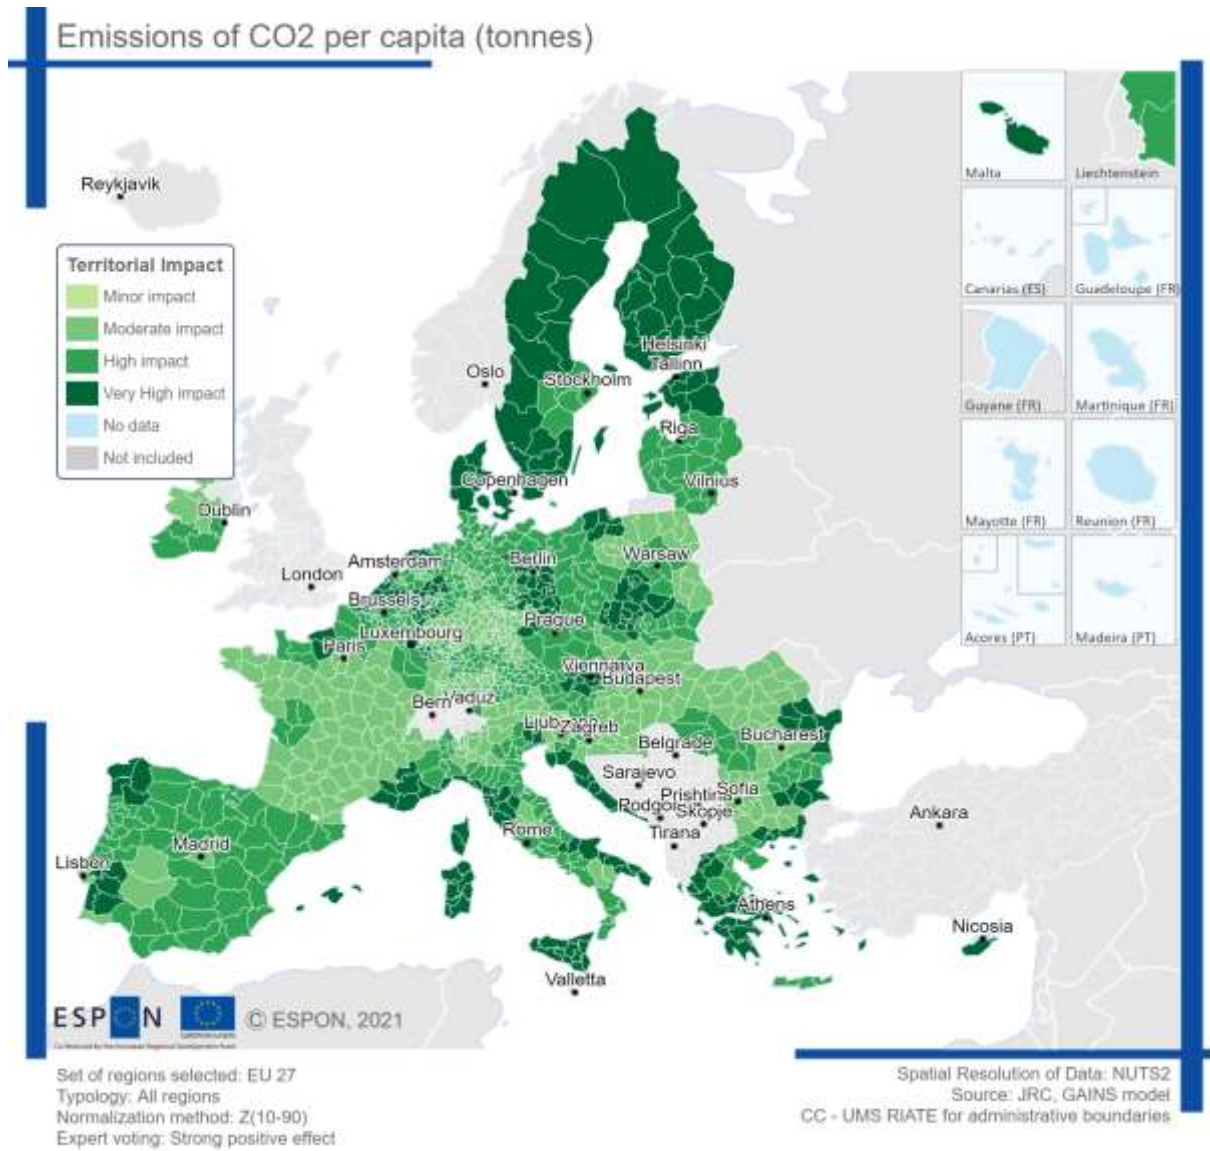 Emissions of CO2 per capita (tonnes)
Reykjavik
Territorial Impact
Minor impact
Moderate impact
High impact
Very High impact
No data
Not included
Malta
Liechtenstein
Canarias (ES)
Guadeloupe (FR)
Guyane (FR)
Martinique (FR)
Mayotte (FR)
Reunion (FR)
Acores (PT)
Madeira (PT)
Helsinki
Tallinn
Oslo
Stockholm
Riga
Copenhagen
Vilnius
Dublin
Amsterdam
Berlin
Warsaw
London
Brussels
Prague
Luxembourg
Paris
Budapest
Bern
Vaduz
Zagreb
Belgrade
Bucharest
Sarajevo
Prishtina
Sofia
Skopje
Tirana
Rome
Madrid
Lisbon
Ankara
Athens
Nicosia
Valletta
ESPON
© ESPON, 2021
Set of regions selected: EU 27
Typology: All regions
Normalization method: Z(10-90)
Expert voting: Strong positive effect
Spatial Resolution of Data: NUTS2
Source: JRC, GAINS model
CC - UMS RIATE for administrative boundaries